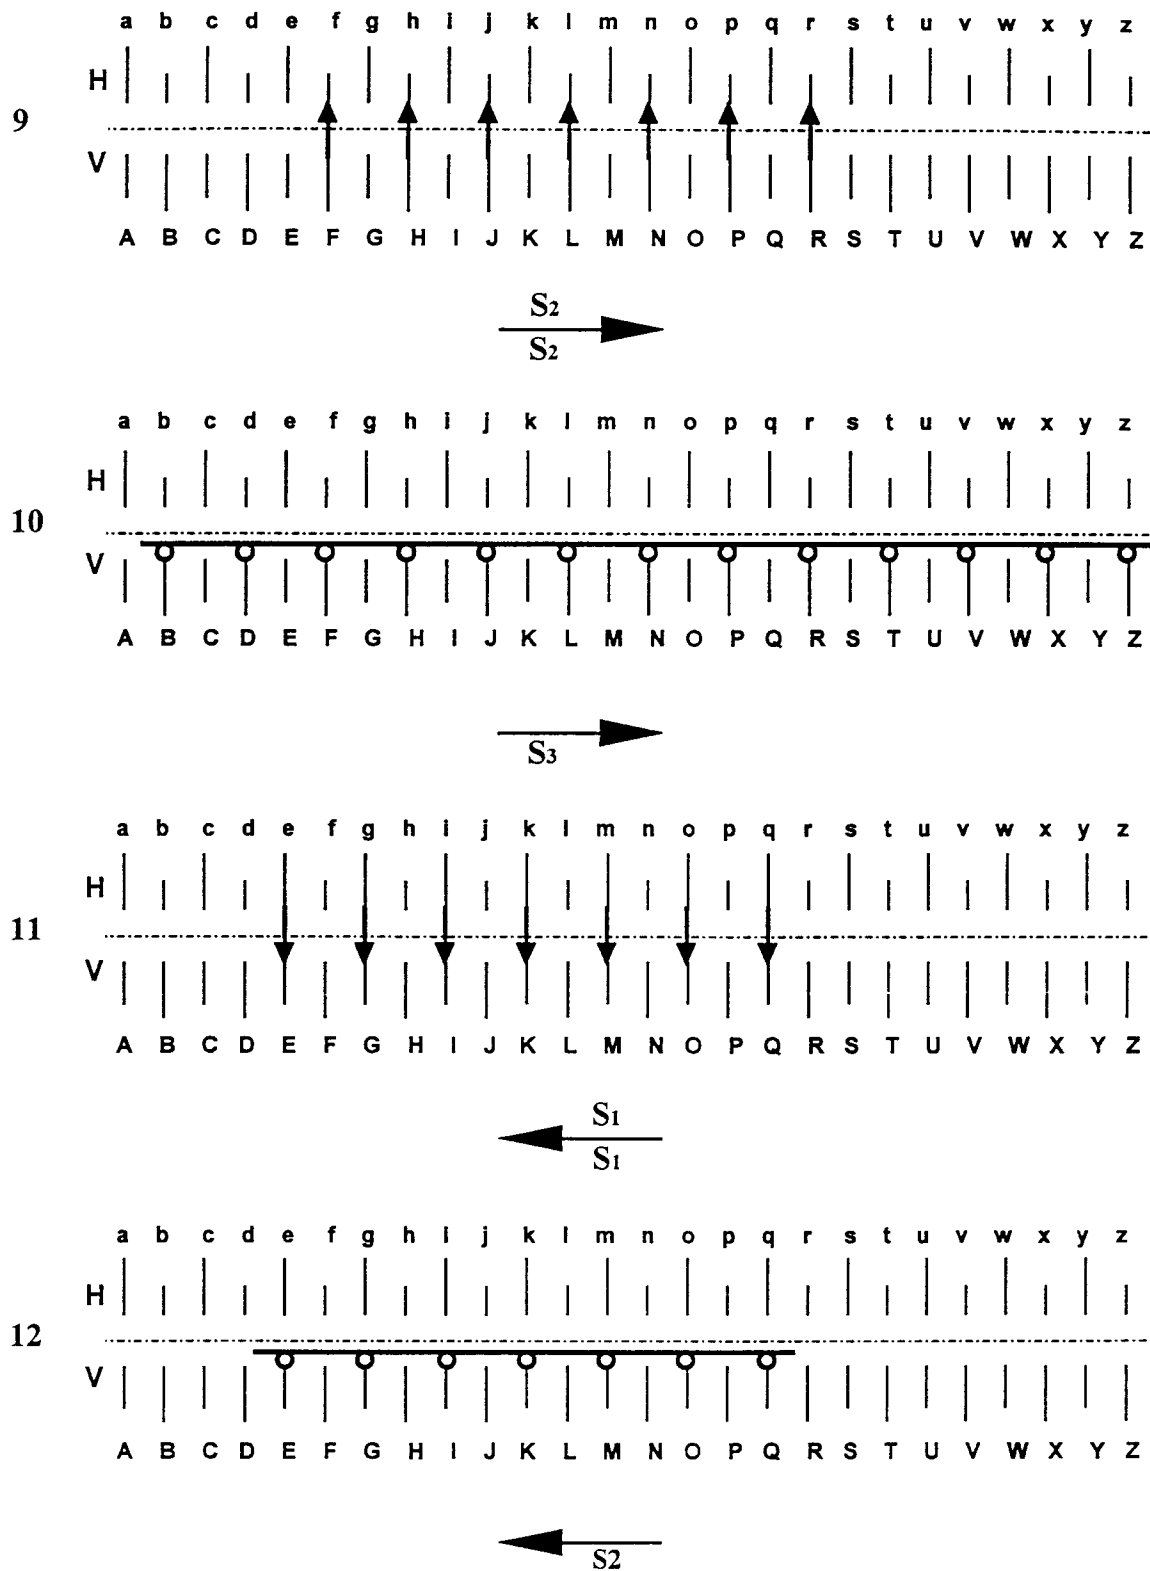 a b c d e f g h i j k l m n o p q r s t u v w x y z
H
9
V
A B C D E F G H I J K L M N O P Q R S T U V W X Y Z
S2
S2
a b c d e f g h i j k l m n o p q r s t u v w x y z
H
10
V
A B C D E F G H I J K L M N O P Q R S T U V W X Y Z
S3
a b c d e f g h i j k l m n o p q r s t u v w x y z
H
11
V
A B C D E F G H I J K L M N O P Q R S T U V W X Y Z
S1
S1
a b c d e f g h i j k l m n o p q r s t u v w x y z
H
12
V
A B C D E F G H I J K L M N O P Q R S T U V W X Y Z
S2